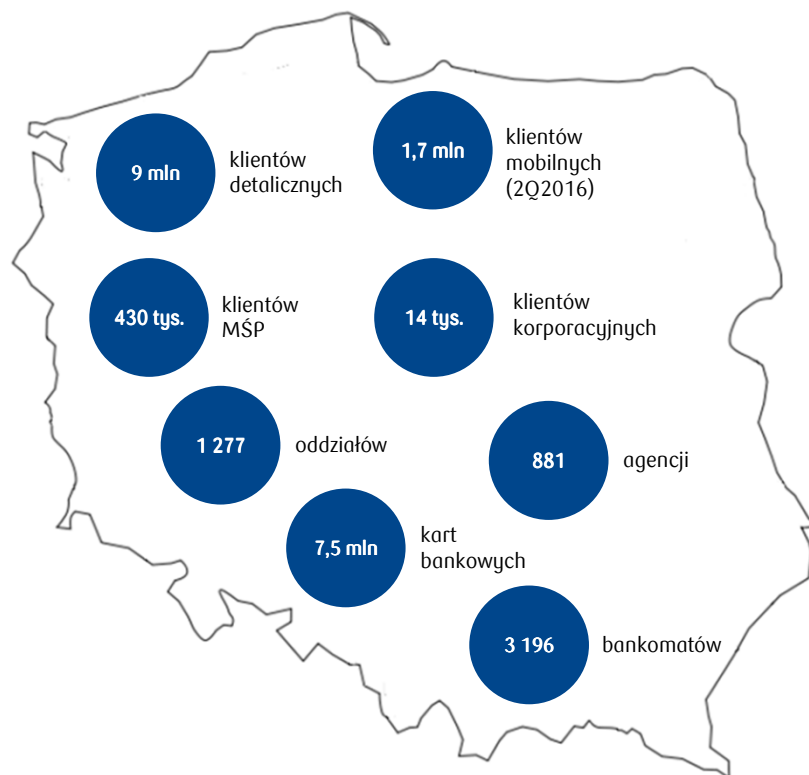 9 mln
klientów
detalicznych
1,7 mln
klientów
mobilnych
(2Q2016)
430 tys.
klientów
MŚP
14 tys.
klientów
korporacyjnych
1 277
oddziałów
881
agencji
7,5 mln
kart
bankowych
3 196
bankomatów